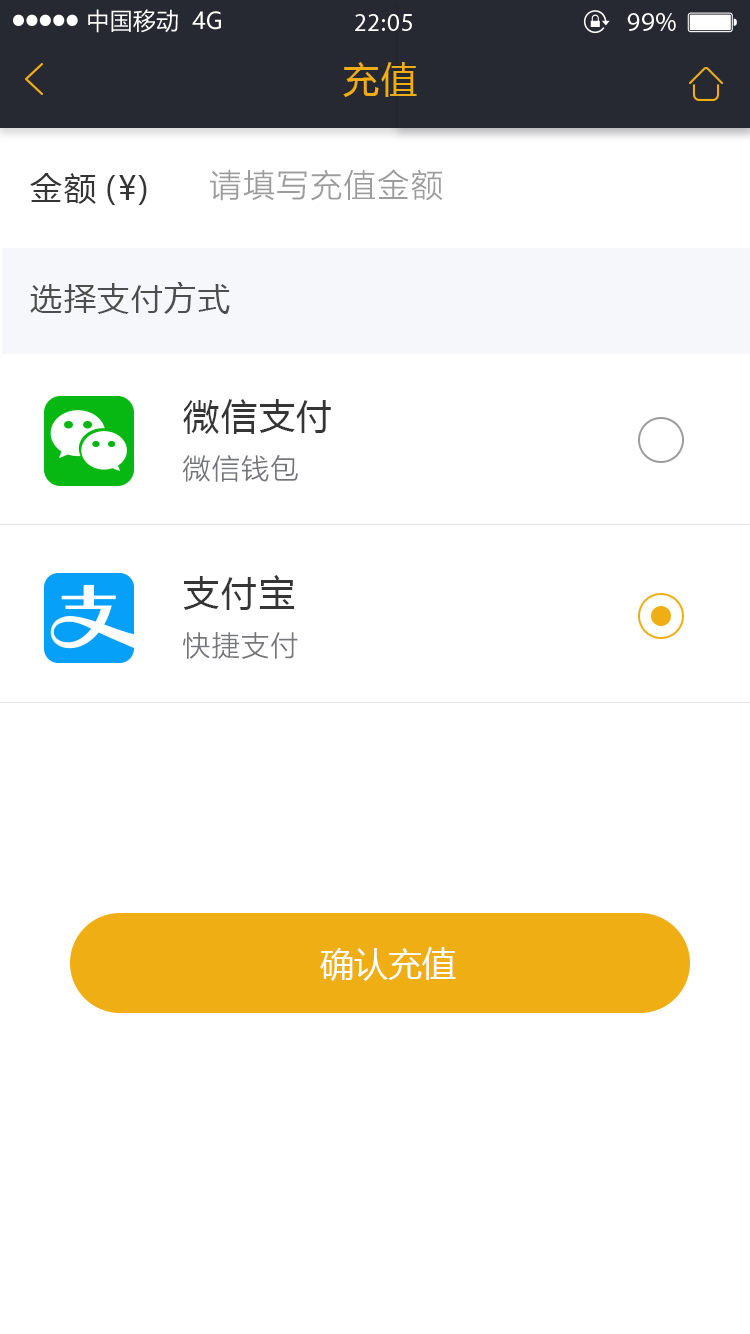 中国移动 4G 22:05 99%
充值
金额 (¥) 请填写充值金额
选择支付方式
微信支付
微信钱包
支
支付宝
快捷支付
确认充值